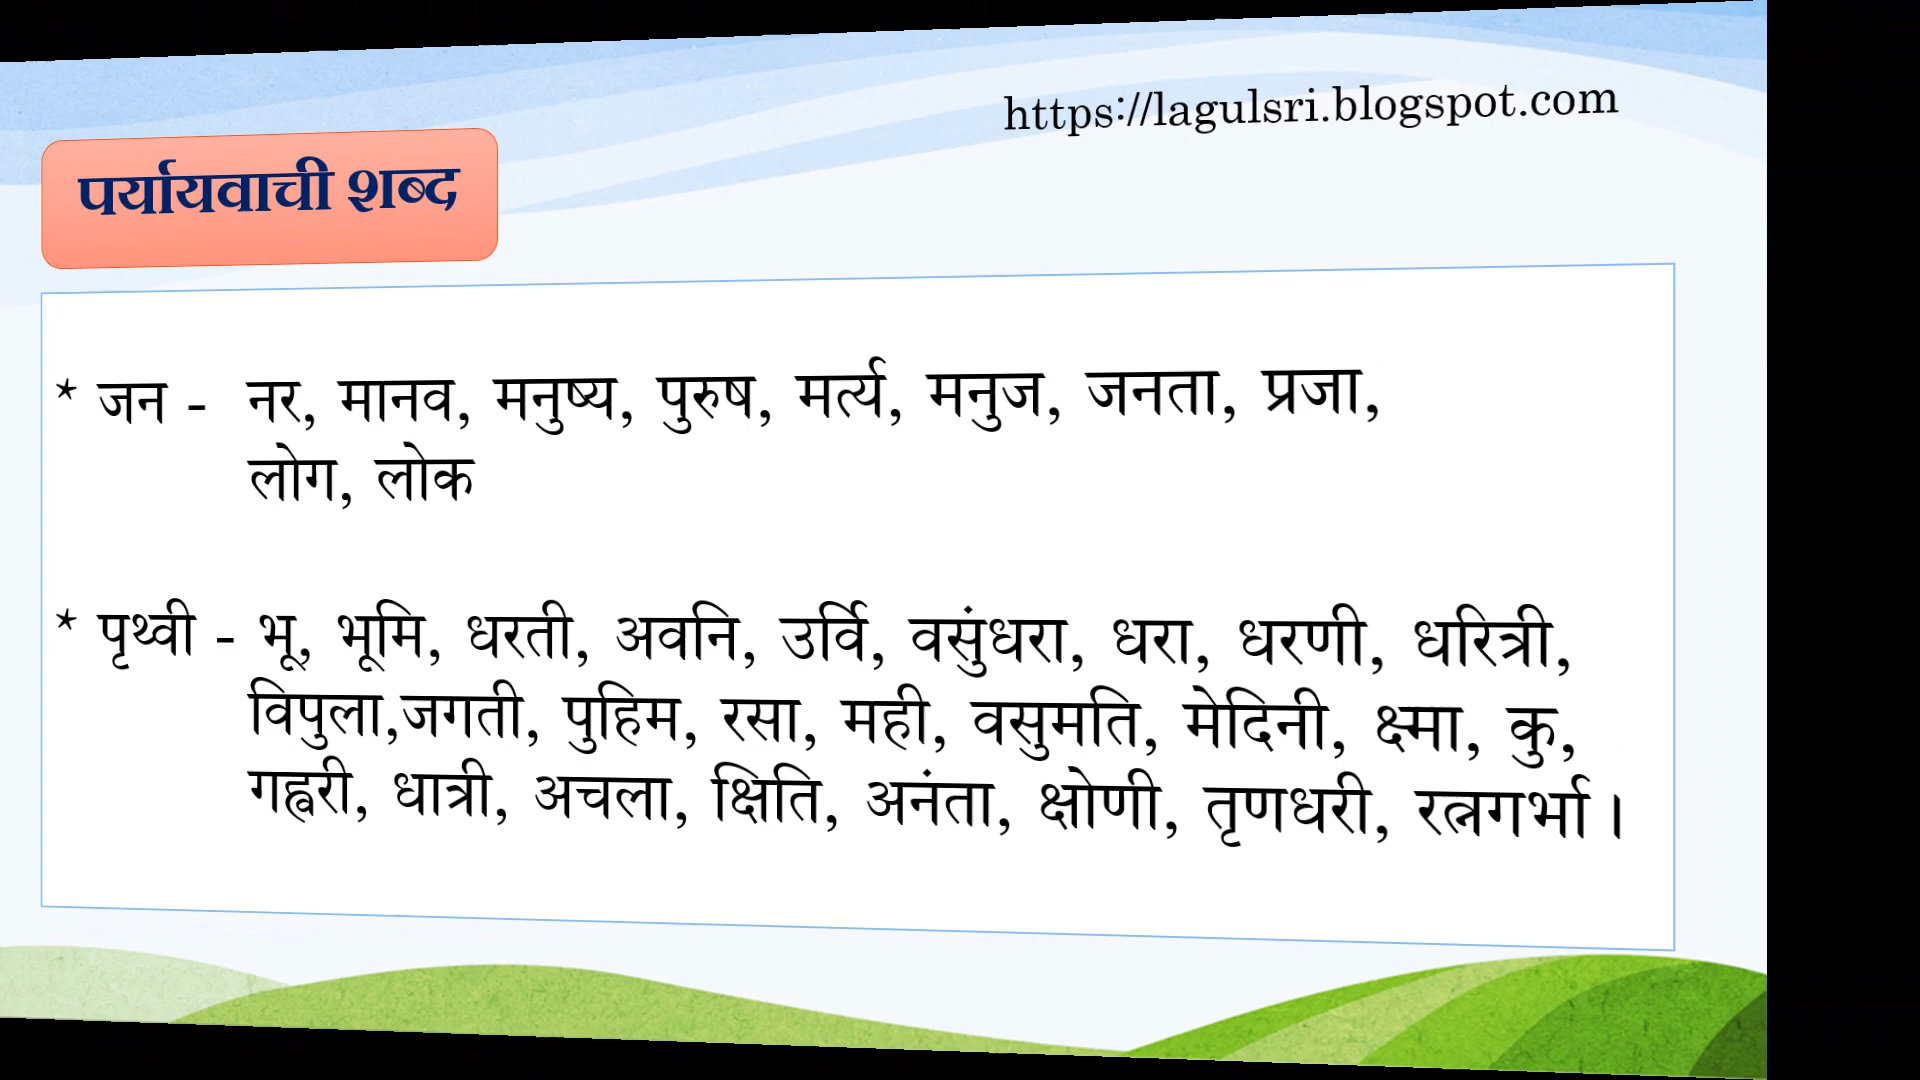 https://lagulsri.blogspot.com
पर्यायवाची शब्द
* जन - नर, मानव, मनुष्य, पुरुष, मर्त्य, मनुज, जनता, प्रजा,
लोग, लोक
* पृथ्वी - भू, भूमि, धरती, अवनि, उर्वि, वसुंधरा, धरा, धरणी, धरित्री,
विपुला,जगती, पुहिम, रसा, मही, वसुमति, मेदिनी, क्ष्मा, कु,
गह्वरी, धात्री, अचला, क्षिति, अनंता, क्षोणी, तृणधरी, रत्नगर्भा।